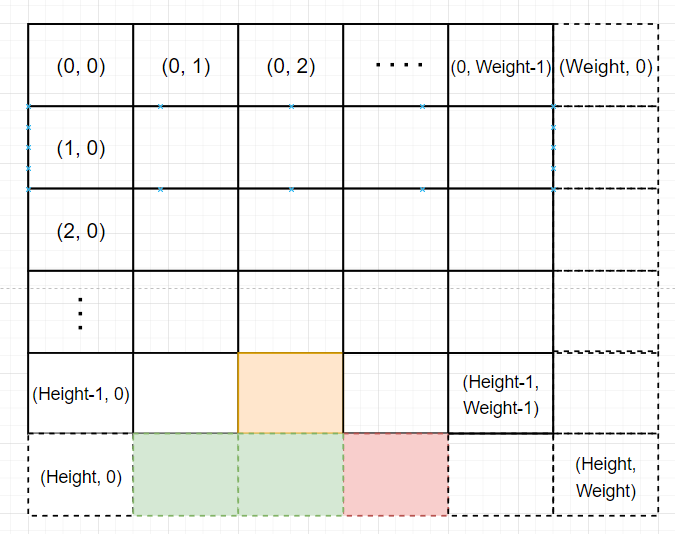 (0, 0) (0, 1) (0, 2) .... (0, Weight-1) (Weight, 0)
(1, 0)
(2, 0)
⋮
(Height-1, 0) (Height-1,
Weight-1)
(Height, 0) (Height,
Weight)